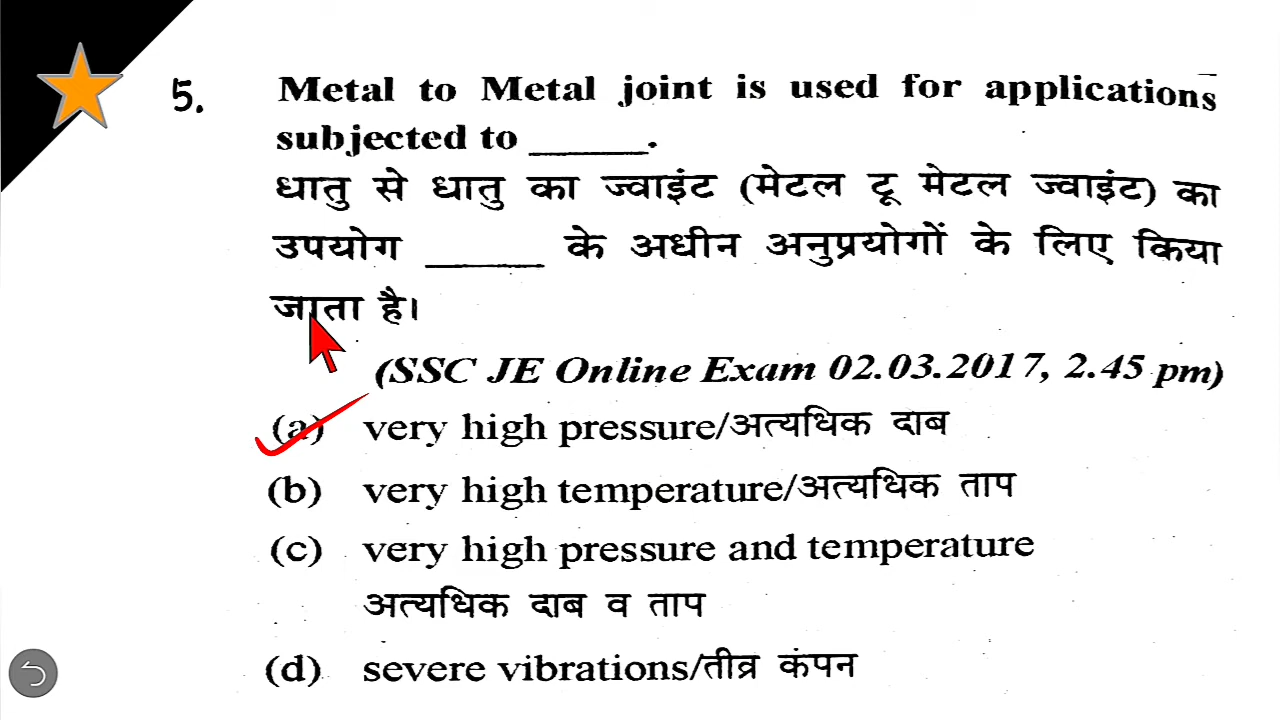 5. Metal to Metal joint is used for applications
subjected to ______.
धातु से धातु का ज्वाइंट (मेटल टू मेटल ज्वाइंट) का
उपयोग ______ के अधीन अनुप्रयोगों के लिए किया
जाता है।
(SSC JE Online Exam 02.03.2017, 2.45 pm)
(a) very high pressure/अत्यधिक दाब
(b) very high temperature/अत्यधिक ताप
(c) very high pressure and temperature
अत्यधिक दाब व ताप
(d) severe vibrations/तीव्र कंपन